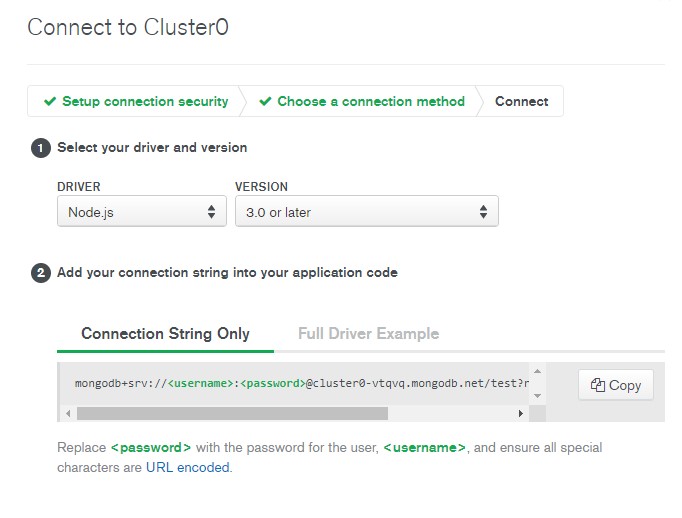 Connect to Cluster0
Setup connection security
Choose a connection method
Connect
1 Select your driver and version
DRIVER
VERSION
Node.js
3.0 or later
2 Add your connection string into your application code
Connection String Only
Full Driver Example
mongodb+srv://<username>:<password>@cluster0-vtqvq.mongodb.net/test?r
Copy
Replace <password> with the password for the user, <username>, and ensure all special
characters are URL encoded.